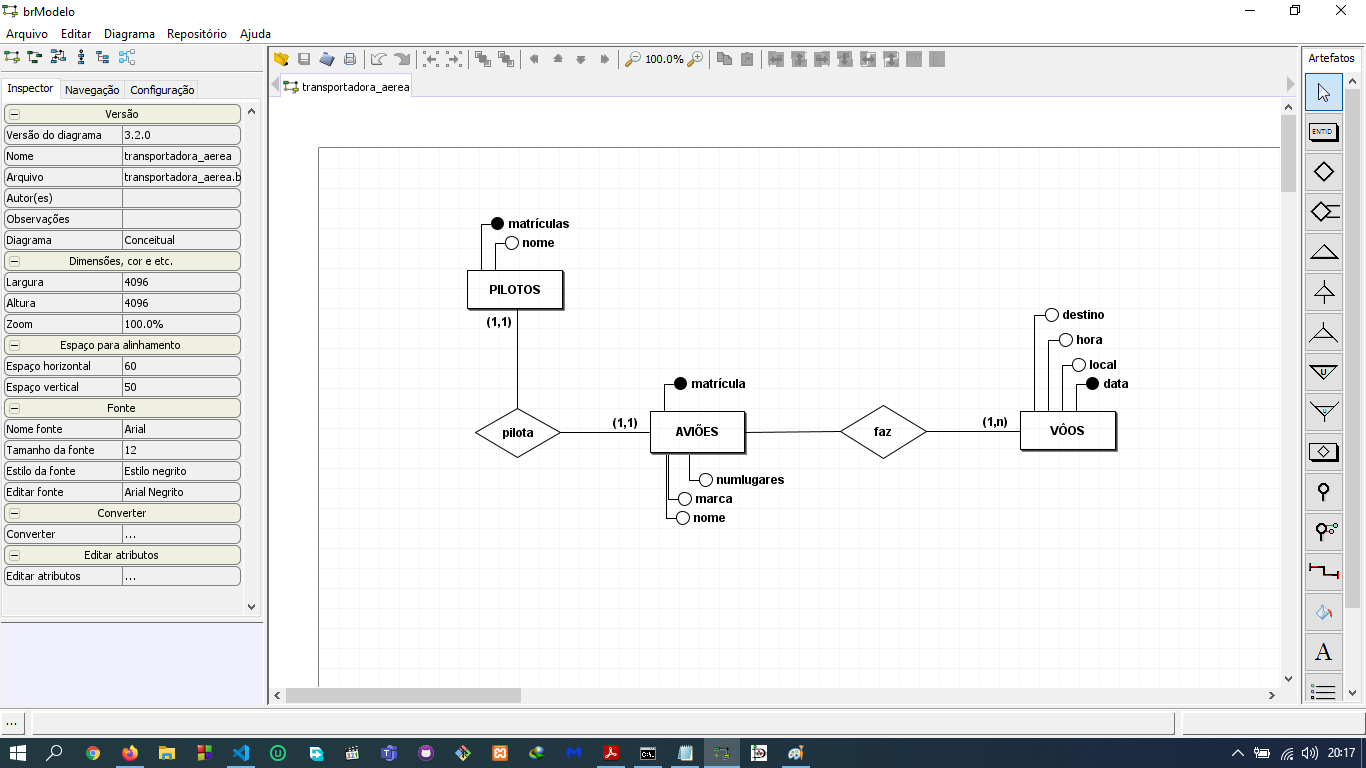 brModelo
Arquivo Editar Diagrama Repositório Ajuda
100.0%
Artefatos
Inspector Navegação Configuração
transportadora_aerea
Versão
Versão do diagrama 3.2.0
Nome transportadora_aerea
Arquivo transportadora_aerea.b
Autor(es)
Observações
Diagrama Conceitual
Dimensões, cor e etc.
Largura 4096
Altura 4096
Zoom 100.0%
Espaço para alinhamento
Espaço horizontal 60
Espaço vertical 50
Fonte
Nome fonte Arial
Tamanho da fonte 12
Estilo da fonte Estilo negrito
Editar fonte Arial Negrito
Converter
Converter ...
Editar atributos
Editar atributos ...
matrículas
nome
PILOTOS
(1,1)
pilota
(1,1)
matrícula
AVIÕES
numlugares
marca
nome
faz
(1,n)
destino
hora
local
data
VÔOS
ENTID
U
U
A
...
20:17